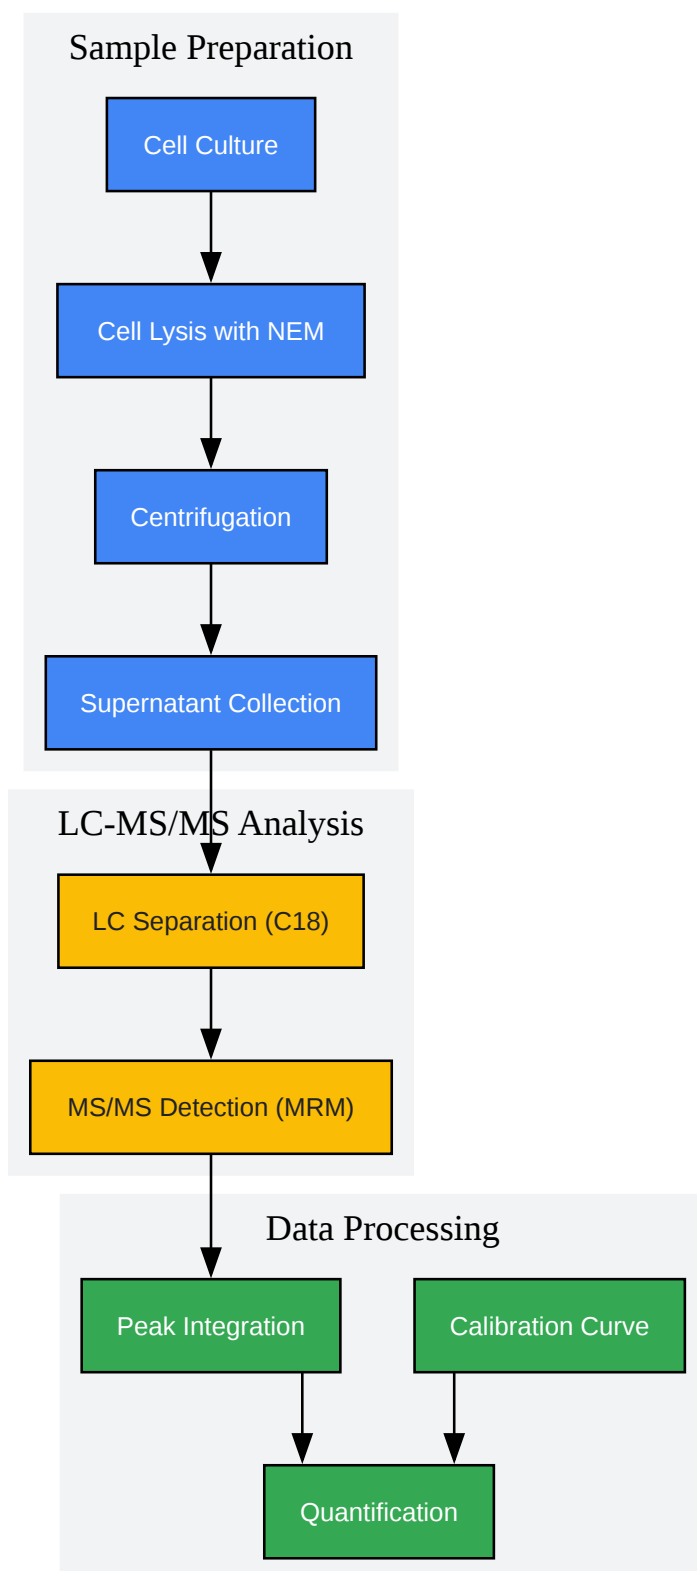 Sample Preparation
Cell Culture
Cell Lysis with NEM
Centrifugation
Supernatant Collection
LC-MS/MS Analysis
LC Separation (C18)
MS/MS Detection (MRM)
Data Processing
Peak Integration
Calibration Curve
Quantification